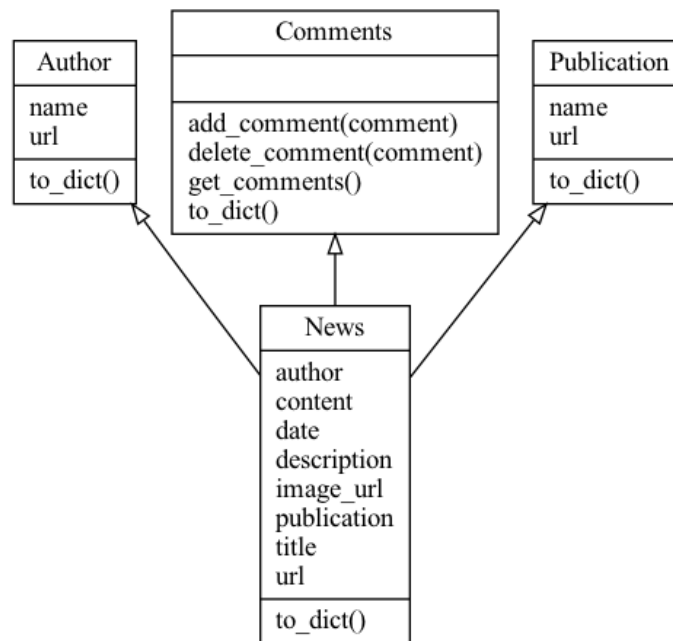 Author
name
url
to_dict()
Comments
add_comment(comment)
delete_comment(comment)
get_comments()
to_dict()
Publication
name
url
to_dict()
News
author
content
date
description
image_url
publication
title
url
to_dict()